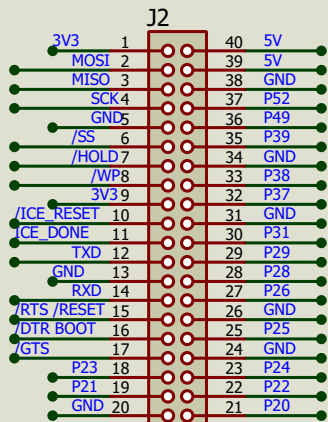 J2
3V3 1 40 5V
MOSI 2 39 5V
MISO 3 38 GND
SCK 4 37 P52
GND 5 36 P49
/SS 6 35 P39
/HOLD 7 34 GND
/WP 8 33 P38
3V3 9 32 P37
/ICE_RESET 10 31 GND
ICE_DONE 11 30 P31
TXD 12 29 P29
GND 13 28 P28
RXD 14 27 P26
/RTS /RESET 15 26 GND
/DTR BOOT 16 25 P25
/GTS 17 24 GND
P23 18 23 P24
P21 19 22 P22
GND 20 21 P20